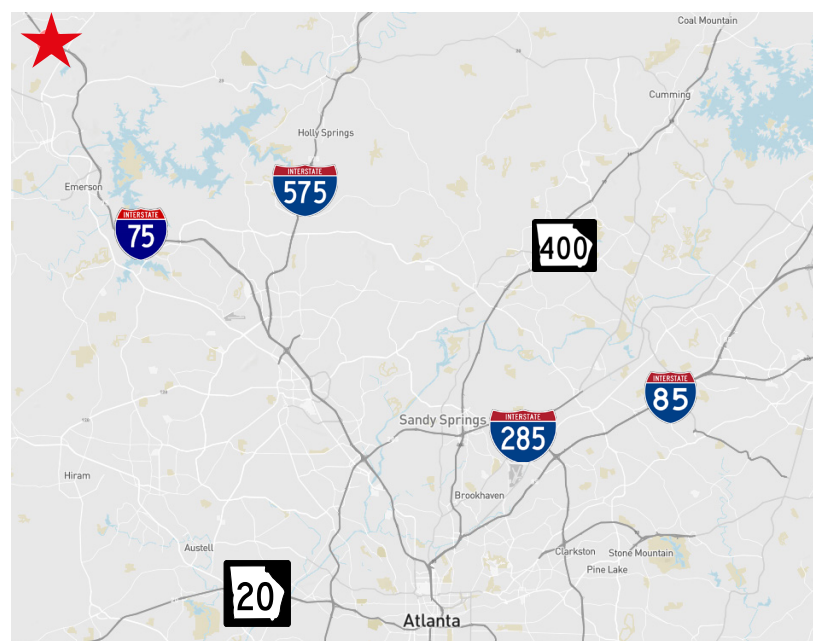 Coal Mountain
Cumming
Holly Springs
INTERSTATE
575
Emerson
INTERSTATE
75
400
INTERSTATE
85
Sandy Springs
INTERSTATE
285
Hiram
Brookhaven
Austell
Clarkston
Stone Mountain
Pine Lake
20
Atlanta